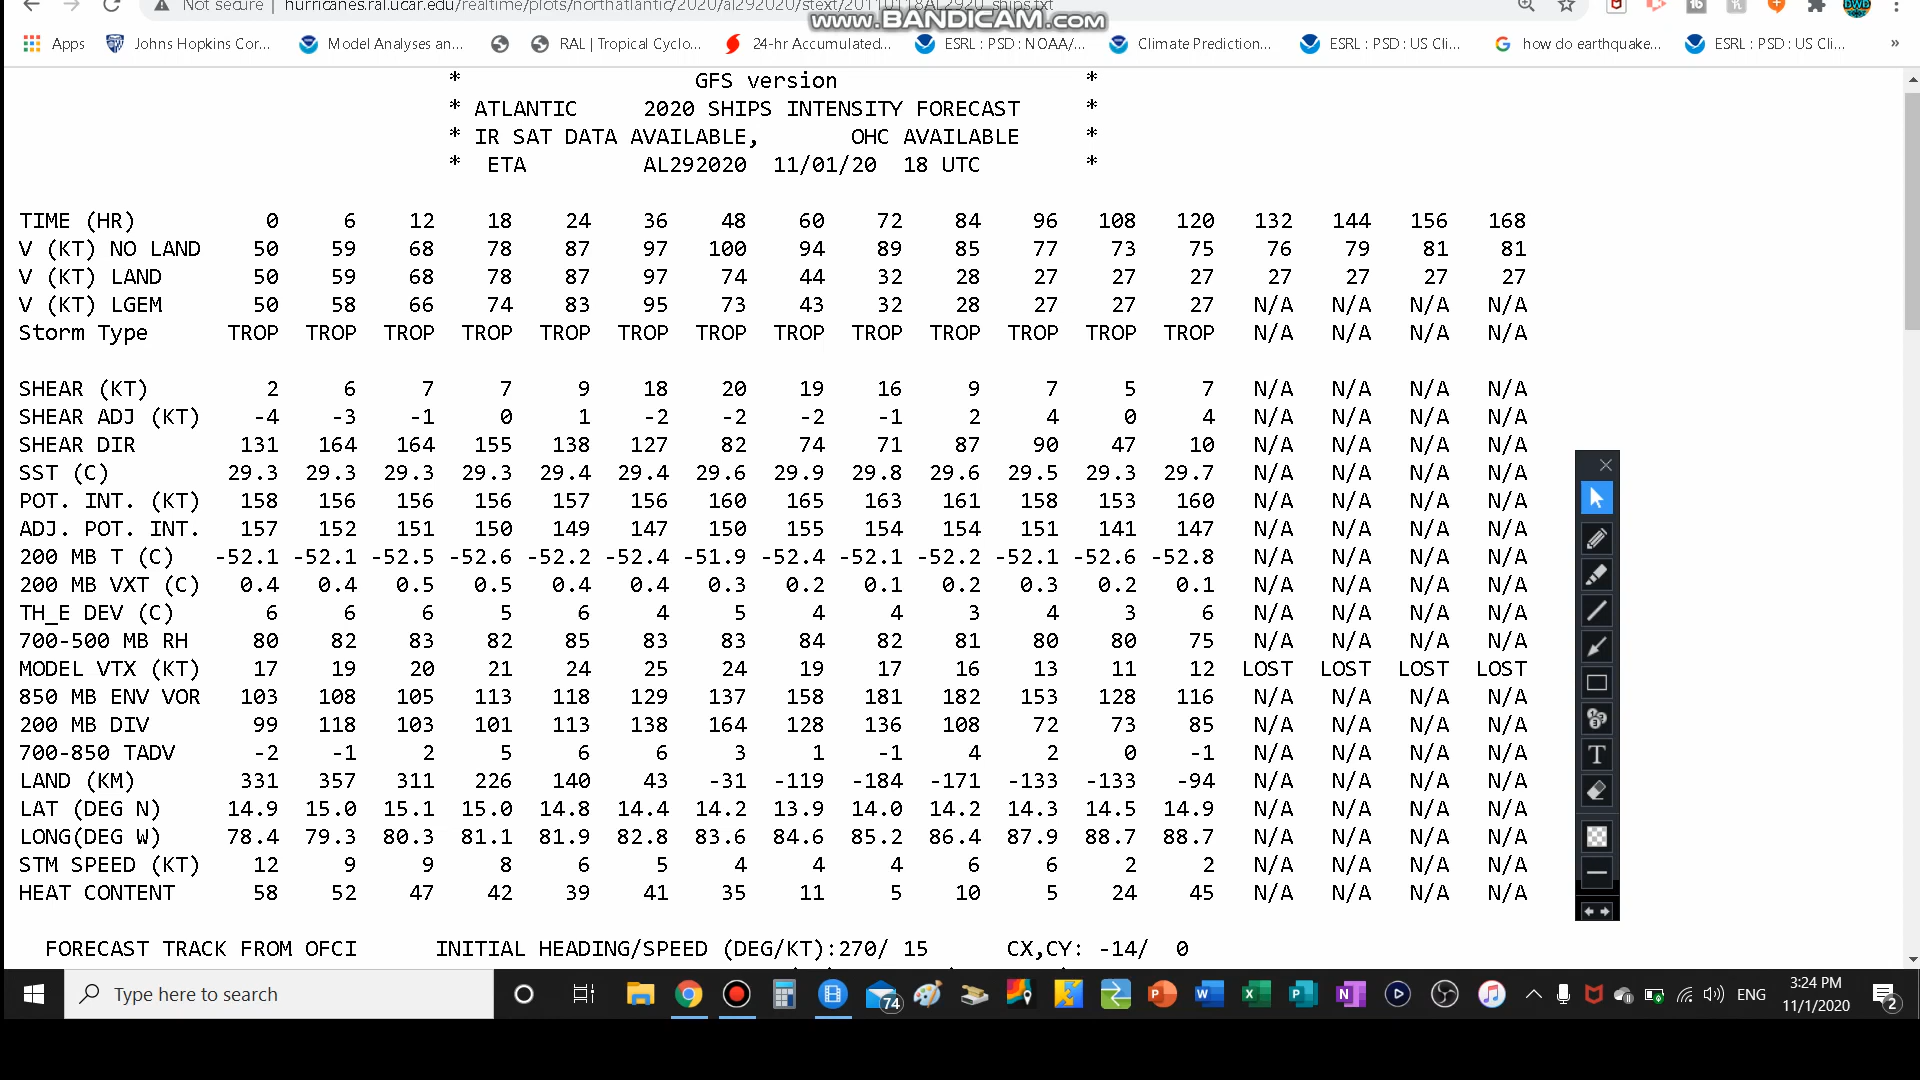 Not secure | hurricanes.ral.ucar.edu/realtime/plots/northatlantic/2020/al292020/stext/20110118AL2920_ships.txt
www.BANDICAM.com
Apps Johns Hopkins Cor... Model Analyses an... RAL | Tropical Cyclo... 24-hr Accumulated... ESRL : PSD : NOAA/... Climate Prediction... ESRL : PSD : US Cli... how do earthquake... ESRL : PSD : US Cli... »
* GFS version *
* ATLANTIC 2020 SHIPS INTENSITY FORECAST *
* IR SAT DATA AVAILABLE, OHC AVAILABLE *
* ETA AL292020 11/01/20 18 UTC *
TIME (HR) 0 6 12 18 24 36 48 60 72 84 96 108 120 132 144 156 168
V (KT) NO LAND 50 59 68 78 87 97 100 94 89 85 77 73 75 76 79 81 81
V (KT) LAND 50 59 68 78 87 97 74 44 32 28 27 27 27 27 27 27 27
V (KT) LGEM 50 58 66 74 83 95 73 43 32 28 27 27 27 N/A N/A N/A N/A
Storm Type TROP TROP TROP TROP TROP TROP TROP TROP TROP TROP TROP TROP TROP N/A N/A N/A N/A
SHEAR (KT) 2 6 7 7 9 18 20 19 16 9 7 5 7 N/A N/A N/A N/A
SHEAR ADJ (KT) -4 -3 -1 0 1 -2 -2 -2 -1 2 4 0 4 N/A N/A N/A N/A
SHEAR DIR 131 164 164 155 138 127 82 74 71 87 90 47 10 N/A N/A N/A N/A
SST (C) 29.3 29.3 29.3 29.3 29.4 29.4 29.6 29.9 29.8 29.6 29.5 29.3 29.7 N/A N/A N/A N/A
POT. INT. (KT) 158 156 156 156 157 156 160 165 163 161 158 153 160 N/A N/A N/A N/A
ADJ. POT. INT. 157 152 151 150 149 147 150 155 154 154 151 141 147 N/A N/A N/A N/A
200 MB T (C) -52.1 -52.1 -52.5 -52.6 -52.2 -52.4 -51.9 -52.4 -52.1 -52.2 -52.1 -52.6 -52.8 N/A N/A N/A N/A
200 MB VXT (C) 0.4 0.4 0.5 0.5 0.4 0.4 0.3 0.2 0.1 0.2 0.3 0.2 0.1 N/A N/A N/A N/A
TH_E DEV (C) 6 6 6 5 6 4 5 4 4 3 4 3 6 N/A N/A N/A N/A
700-500 MB RH 80 82 83 82 85 83 83 84 82 81 80 80 75 N/A N/A N/A N/A
MODEL VTX (KT) 17 19 20 21 24 25 24 19 17 16 13 11 12 LOST LOST LOST LOST
850 MB ENV VOR 103 108 105 113 118 129 137 158 181 182 153 128 116 N/A N/A N/A N/A
200 MB DIV 99 118 103 101 113 138 164 128 136 108 72 73 85 N/A N/A N/A N/A
700-850 TADV -2 -1 2 5 6 6 3 1 -1 4 2 0 -1 N/A N/A N/A N/A
LAND (KM) 331 357 311 226 140 43 -31 -119 -184 -171 -133 -133 -94 N/A N/A N/A N/A
LAT (DEG N) 14.9 15.0 15.1 15.0 14.8 14.4 14.2 13.9 14.0 14.2 14.3 14.5 14.9 N/A N/A N/A N/A
LONG(DEG W) 78.4 79.3 80.3 81.1 81.9 82.8 83.6 84.6 85.2 86.4 87.9 88.7 88.7 N/A N/A N/A N/A
STM SPEED (KT) 12 9 9 8 6 5 4 4 4 6 6 2 2 N/A N/A N/A N/A
HEAT CONTENT 58 52 47 42 39 41 35 11 5 10 5 24 45 N/A N/A N/A N/A
FORECAST TRACK FROM OFCI INITIAL HEADING/SPEED (DEG/KT):270/ 15 CX,CY: -14/ 0
Type here to search
74
ENG
3:24 PM
11/1/2020
2